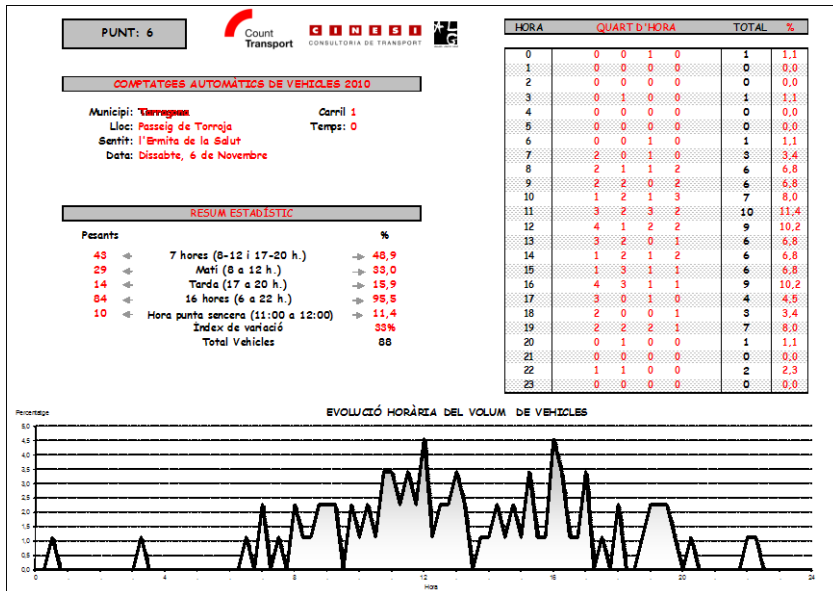 PUNT: 6
Count
Transport
CINESI
CONSULTORIA DE TRANSPORT
COMPTATGES AUTOMÀTICS DE VEHICLES 2010
Municipi: Carril 1
Lloc: Passeig de Torroja Temps: 0
Sentit: l'Ermita de la Salut
Data: Dissabte, 6 de Novembre
RESUM ESTADÍSTIC
Pesants %
43 7 hores (8-12 i 17-20 h.) 48,9
29 Matí (8 a 12 h.) 33,0
14 Tarda (17 a 20 h.) 15,9
84 16 hores (6 a 22 h.) 95,5
10 Hora punta sencera (11:00 a 12:00) 11,4
Índex de variació 33%
Total Vehicles 88
HORA QUART D'HORA TOTAL %
0 0 0 1 0 1 1,1
1 0 0 0 0 0 0,0
2 0 0 0 0 0 0,0
3 0 1 0 0 1 1,1
4 0 0 0 0 0 0,0
5 0 0 0 0 0 0,0
6 0 0 1 0 1 1,1
7 2 0 1 0 3 3,4
8 2 1 1 2 6 6,8
9 2 2 0 2 6 6,8
10 1 2 1 3 7 8,0
11 3 2 3 2 10 11,4
12 4 1 2 2 9 10,2
13 3 2 0 1 6 6,8
14 1 2 1 2 6 6,8
15 1 3 1 1 6 6,8
16 4 3 1 1 9 10,2
17 3 0 1 0 4 4,5
18 2 0 0 1 3 3,4
19 2 2 2 1 7 8,0
20 0 1 0 0 1 1,1
21 0 0 0 0 0 0,0
22 1 1 0 0 2 2,3
23 0 0 0 0 0 0,0
Percentatge
EVOLUCIÓ HORÀRIA DEL VOLUM DE VEHICLES
5,0
4,5
4,0
3,5
3,0
2,5
2,0
1,5
1,0
0,5
0,0
0 4 8 12 16 20 24
Hora